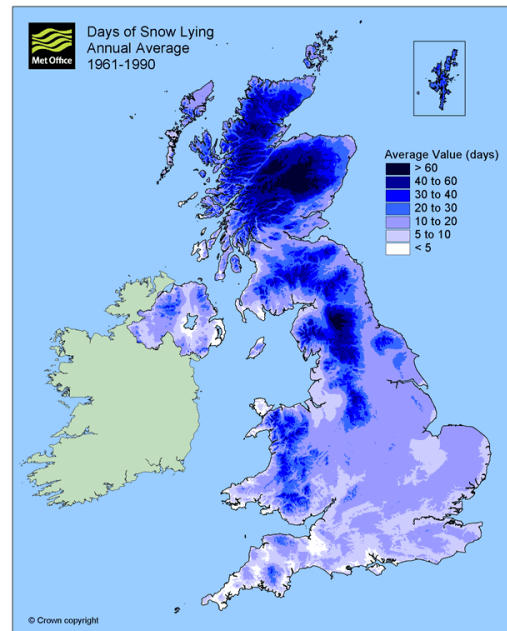 Met Office
Days of Snow Lying
Annual Average
1961-1990
Average Value (days)
> 60
40 to 60
30 to 40
20 to 30
10 to 20
5 to 10
< 5
© Crown copyright